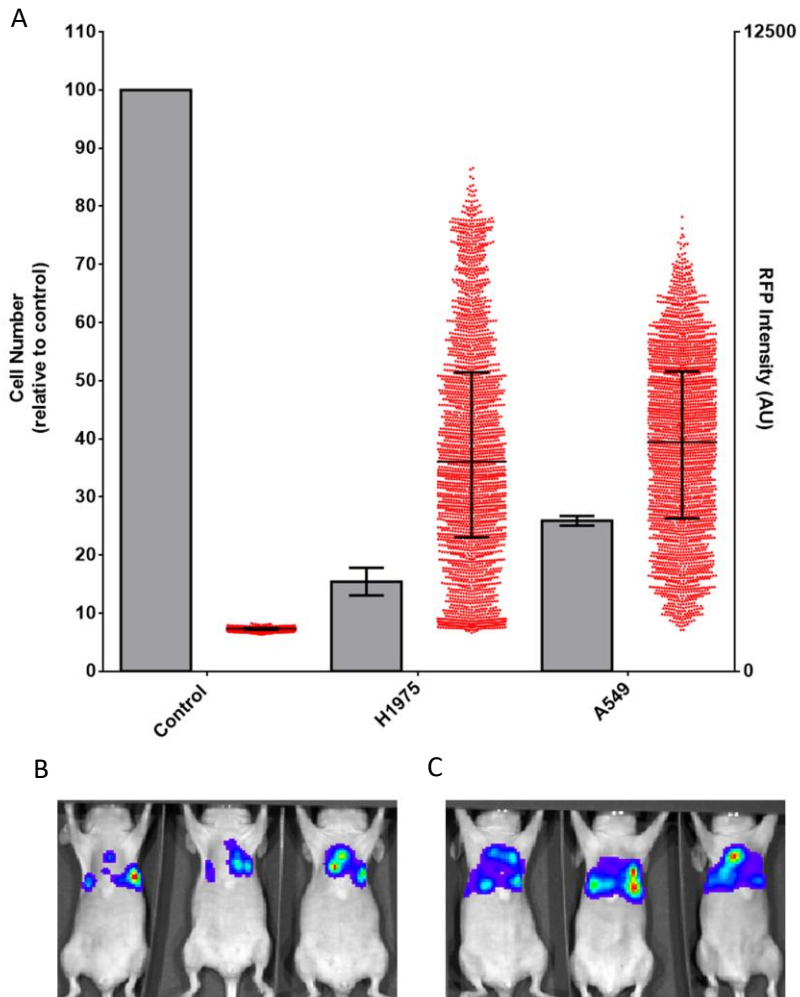 A
110
100
90
80
70
60
50
40
30
20
10
0
Cell Number
(relative to control)
12500
0
RFP Intensity (AU)
Control
H1975
A549
B
C